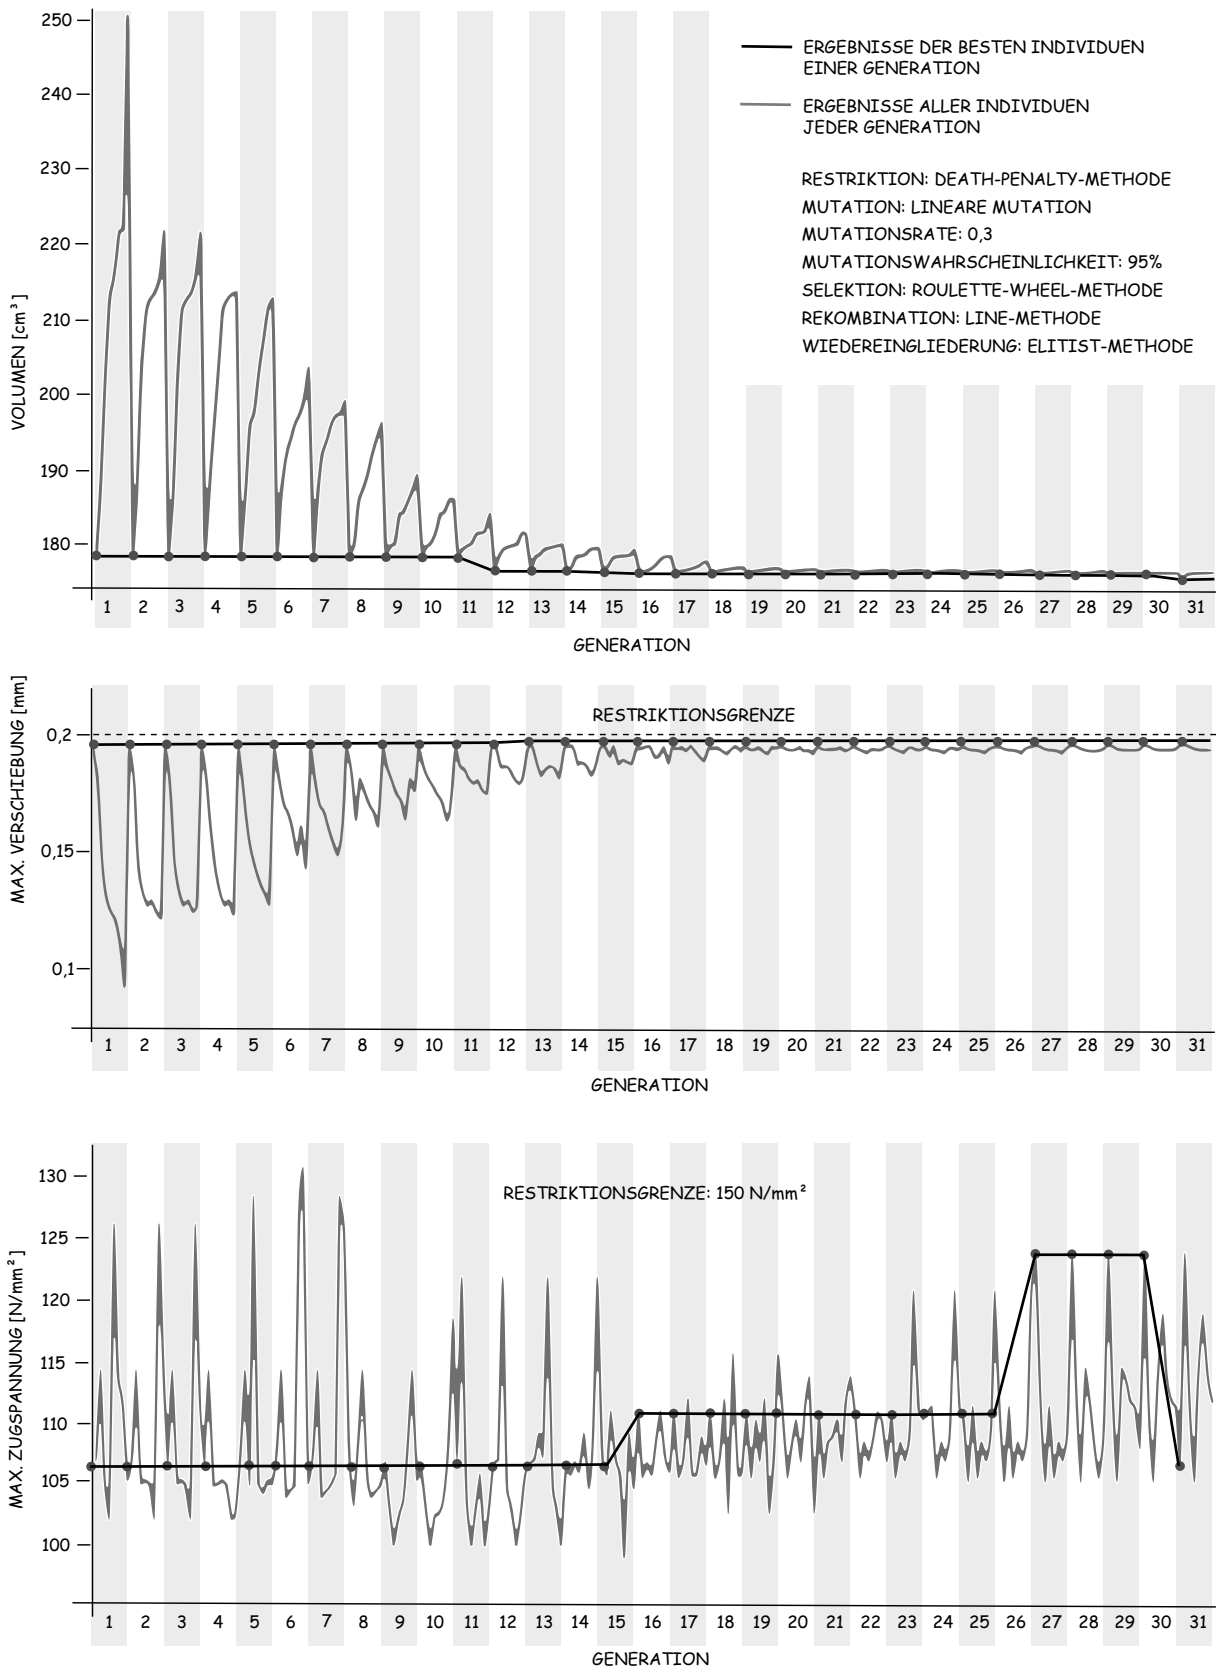 250
240
230
220
210
200
190
180
VOLUMEN [cm³]
ERGEBNISSE DER BESTEN INDIVIDUEN
EINER GENERATION
ERGEBNISSE ALLER INDIVIDUEN
JEDER GENERATION
RESTRIKTION: DEATH-PENALTY-METHODE
MUTATION: LINEARE MUTATION
MUTATIONSRATE: 0,3
MUTATIONSWAHRSCHEINLICHKEIT: 95%
SELEKTION: ROULETTE-WHEEL-METHODE
REKOMBINATION: LINE-METHODE
WIEDEREINGLIEDERUNG: ELITIST-METHODE
1 2 3 4 5 6 7 8 9 10 11 12 13 14 15 16 17 18 19 20 21 22 23 24 25 26 27 28 29 30 31
GENERATION
MAX. VERSCHIEBUNG [mm]
RESTRIKTIONSGRENZE
0,2
0,15
0,1
1 2 3 4 5 6 7 8 9 10 11 12 13 14 15 16 17 18 19 20 21 22 23 24 25 26 27 28 29 30 31
GENERATION
MAX. ZUGSPANNUNG [N/mm²]
130
RESTRIKTIONSGRENZE: 150 N/mm²
125
120
115
110
105
100
1 2 3 4 5 6 7 8 9 10 11 12 13 14 15 16 17 18 19 20 21 22 23 24 25 26 27 28 29 30 31
GENERATION